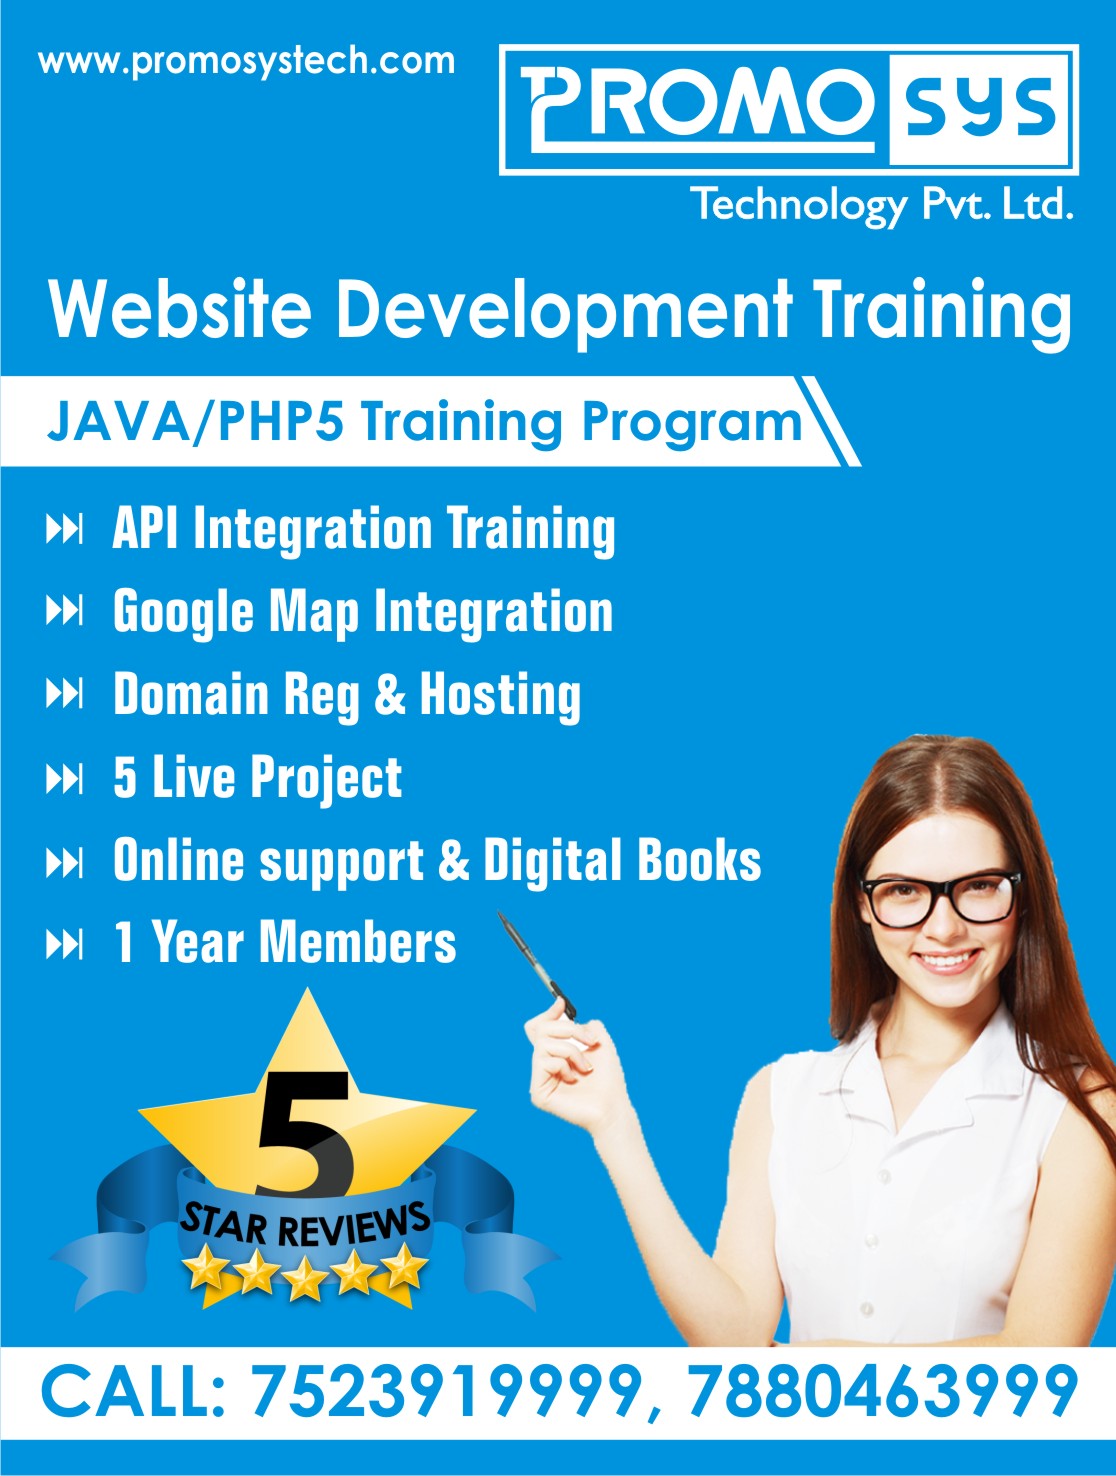 www.promosystech.com
PROMO SYS
Technology Pvt. Ltd.
Website Development Training
JAVA/PHP5 Training Program
API Integration Training
Google Map Integration
Domain Reg & Hosting
5 Live Project
Online support & Digital Books
1 Year Members
5
STAR REVIEWS
CALL: 7523919999, 7880463999